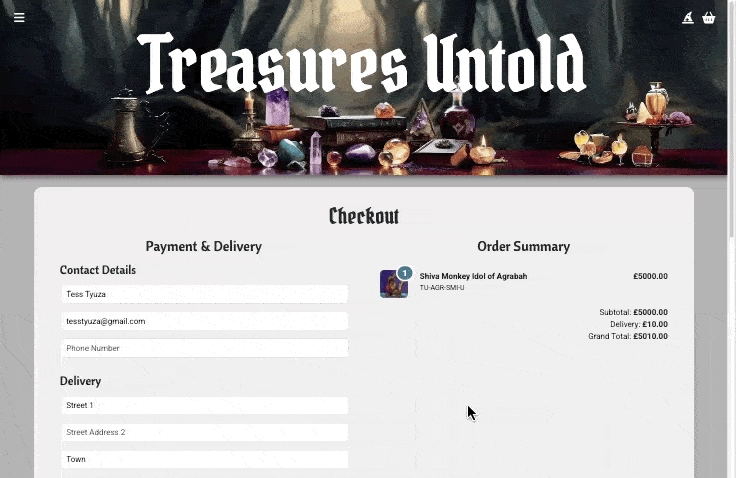 Treasures Untold
Checkout
Payment & Delivery
Contact Details
Tess Tyuza
tesstyuza@gmail.com
Phone Number
Delivery
Street 1
Street Address 2
Town
Order Summary
1
Shiva Monkey Idol of Agrabah £5000.00
TU-AGR-SMI-U
Subtotal: £5000.00
Delivery: £10.00
Grand Total: £5010.00